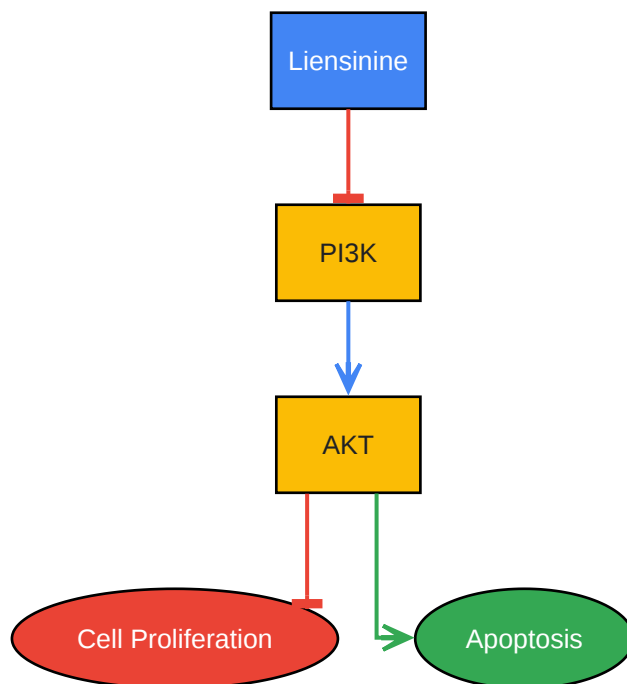 Liensinine
PI3K
AKT
Cell Proliferation
Apoptosis